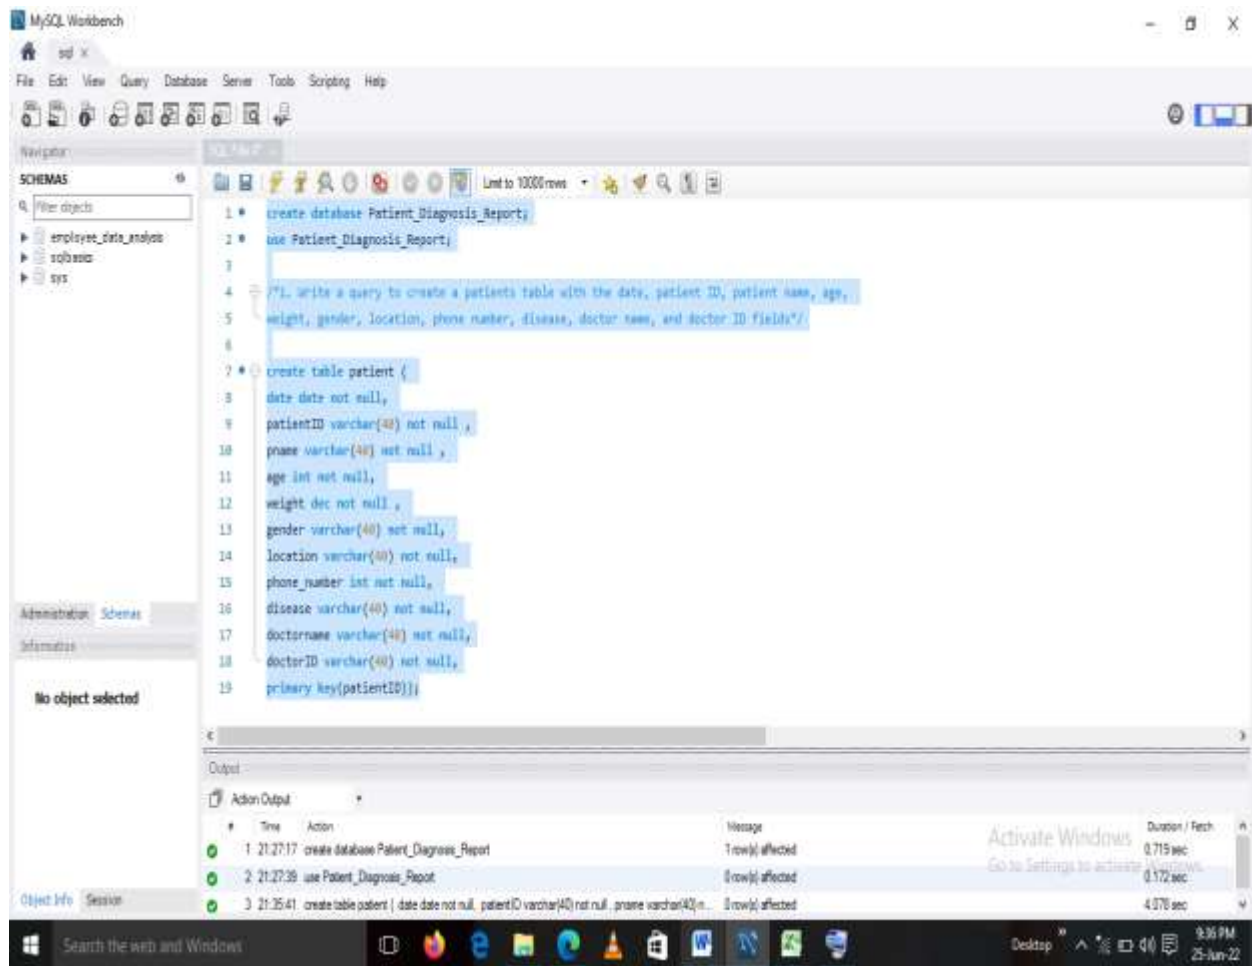 MySQL Workbench
sql x
File Edit View Query Database Server Tools Scripting Help
Navigator
SCHEMAS
Filter objects
employee_data_analysis
sqlbasics
sys
Administration Schemas
Information
No object selected
Object Info Session
Limit to 10000 rows
1 create database Patient_Diagnosis_Report;
2 use Patient_Diagnosis_Report;
3
4 /*1. Write a query to create a patients table with the date, patient ID, patient name, age,
5 weight, gender, location, phone number, disease, doctor name, and doctor ID fields*/
6
7 create table patient (
8 date date not null,
9 patientID varchar(40) not null ,
10 pname varchar(40) not null ,
11 age int not null,
12 weight dec not null ,
13 gender varchar(40) not null,
14 location varchar(40) not null,
15 phone_number int not null,
16 disease varchar(40) not null,
17 doctorname varchar(40) not null,
18 doctorID varchar(40) not null,
19 primary key(patientID));
Output
Action Output
# Time Action Message Duration / Fetch
1 21:27:17 create database Patient_Diagnosis_Report 1 row(s) affected 0.719 sec
2 21:27:39 use Patient_Diagnosis_Report 0 row(s) affected 0.172 sec
3 21:35:41 create table patient ( date date not null, patientID varchar(40) not null , pname varchar(40) n... 0 row(s) affected 4.078 sec
Activate Windows
Go to Settings to activate Windows.
Search the web and Windows
Desktop
9:36 PM
25-Jun-22